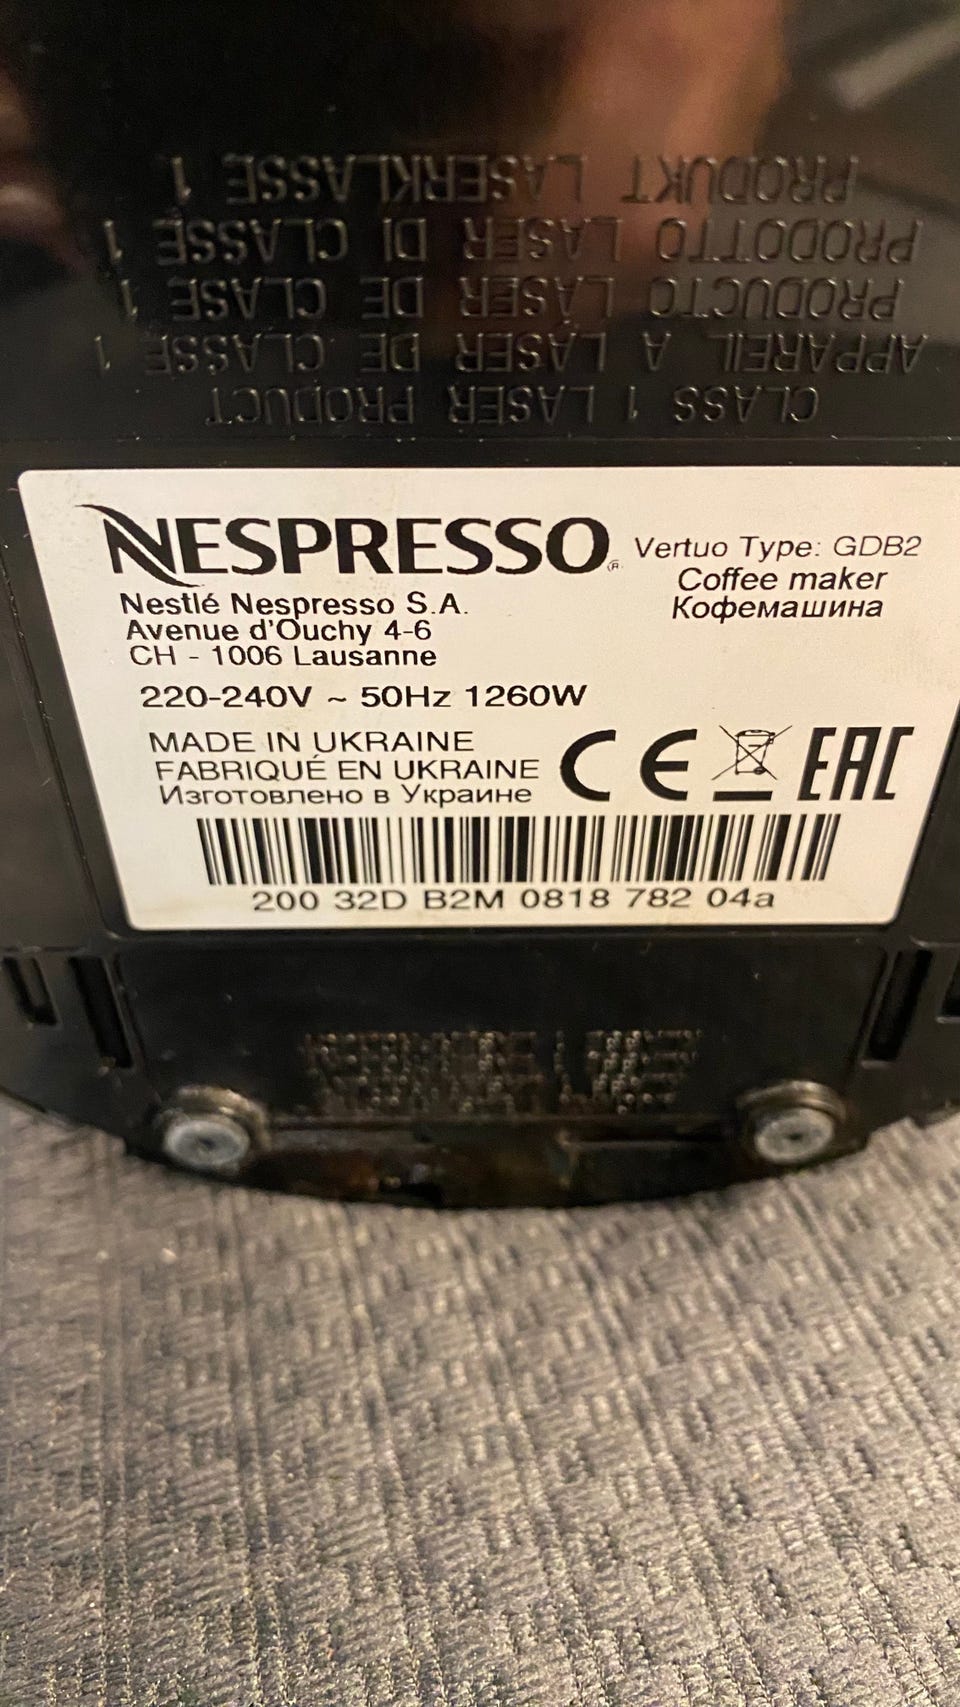 PRODUKT LASERKLASSE 1
PRODOTTO LASER DI CLASSE 1
PRODUCTO LÁSER DE CLASE 1
APPAREIL À LASER DE CLASSE 1
CLASS 1 LASER PRODUCT
NESPRESSO®
Vertuo Type: GDB2
Coffee maker
Кофемашина
Nestlé Nespresso S.A.
Avenue d'Ouchy 4-6
CH - 1006 Lausanne
220-240V ~ 50Hz 1260W
MADE IN UKRAINE
FABRIQUÉ EN UKRAINE
Изготовлено в Украине
CE EAC
200 32D B2M 0818 782 04a